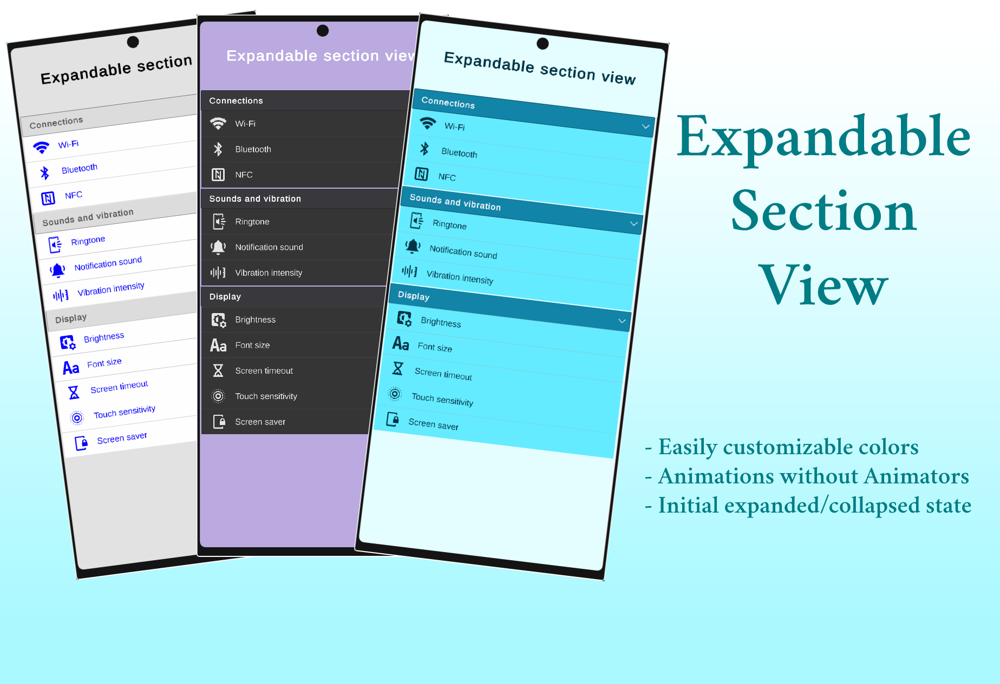 Expandable section
Connections
Wi-Fi
Bluetooth
NFC
Sounds and vibration
Ringtone
Notification sound
Vibration intensity
Display
Brightness
Aa Font size
Screen timeout
Touch sensitivity
Screen saver
Expandable section view
Connections
Wi-Fi
Bluetooth
NFC
Sounds and vibration
Ringtone
Notification sound
Vibration intensity
Display
Brightness
Aa Font size
Screen timeout
Touch sensitivity
Screen saver
Expandable section view
Connections
Wi-Fi
Bluetooth
NFC
Sounds and vibration
Ringtone
Notification sound
Vibration intensity
Display
Brightness
Aa Font size
Screen timeout
Touch sensitivity
Screen saver
Expandable
Section
View
- Easily customizable colors
- Animations without Animators
- Initial expanded/collapsed state